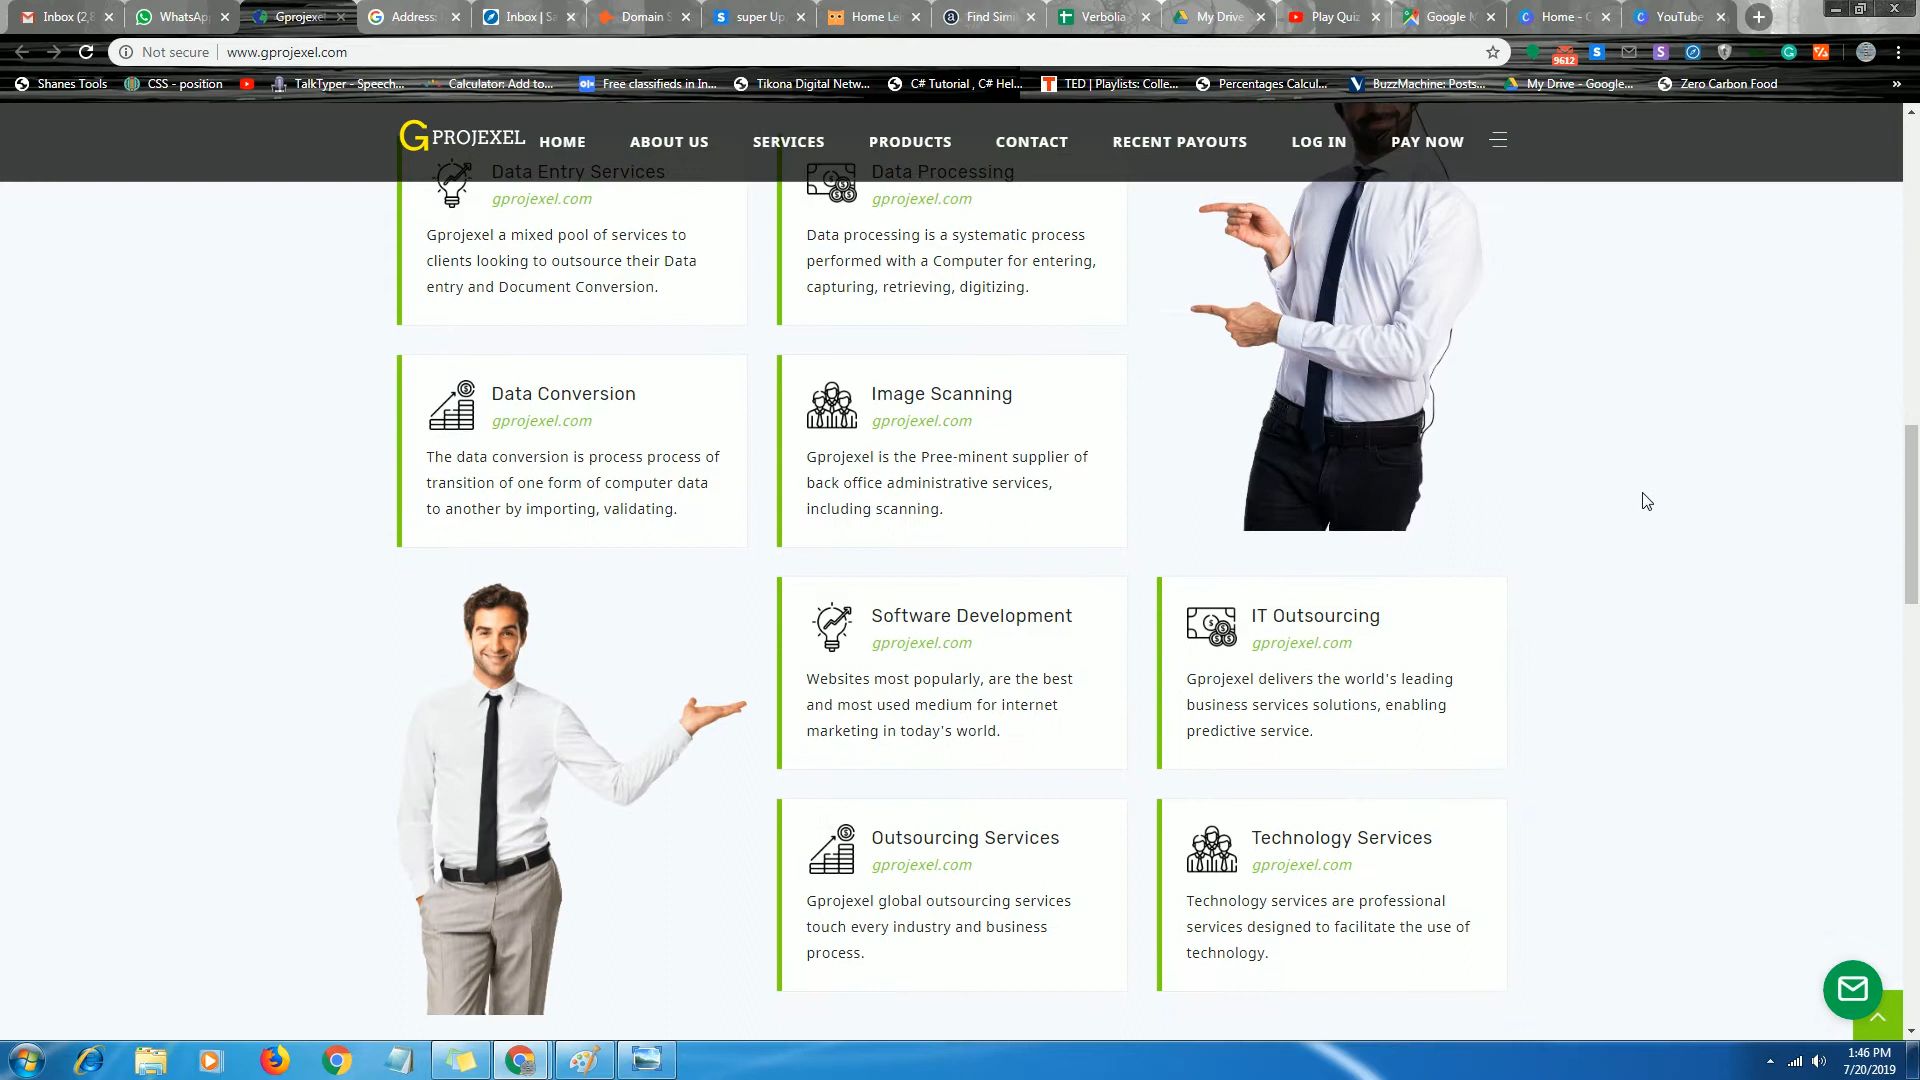 Inbox (2,8
WhatsAp
Gprojexel
Address:
Inbox | Sa
Domain S
super Up
Home Le
Find Simi
Verbolia
My Drive
Play Quiz
Google M
Home - C
YouTube
Not secure
www.gprojexel.com
9612
Shanes Tools
CSS - position
TalkTyper - Speech...
Calculator: Add to...
Free classifieds in In...
Tikona Digital Netw...
C# Tutorial , C# Hel...
TED | Playlists: Colle...
Percentages Calcul...
BuzzMachine: Posts...
My Drive - Google...
Zero Carbon Food
»
GPROJEXEL
HOME
ABOUT US
SERVICES
PRODUCTS
CONTACT
RECENT PAYOUTS
LOG IN
PAY NOW
Data Entry Services
gprojexel.com
Gprojexel a mixed pool of services to
clients looking to outsource their Data
entry and Document Conversion.
Data Processing
gprojexel.com
Data processing is a systematic process
performed with a Computer for entering,
capturing, retrieving, digitizing.
Data Conversion
gprojexel.com
The data conversion is process process of
transition of one form of computer data
to another by importing, validating.
Image Scanning
gprojexel.com
Gprojexel is the Pree-minent supplier of
back office administrative services,
including scanning.
Software Development
gprojexel.com
Websites most popularly, are the best
and most used medium for internet
marketing in today's world.
IT Outsourcing
gprojexel.com
Gprojexel delivers the world's leading
business services solutions, enabling
predictive service.
Outsourcing Services
gprojexel.com
Gprojexel global outsourcing services
touch every industry and business
process.
Technology Services
gprojexel.com
Technology services are professional
services designed to facilitate the use of
technology.
1:46 PM
7/20/2019